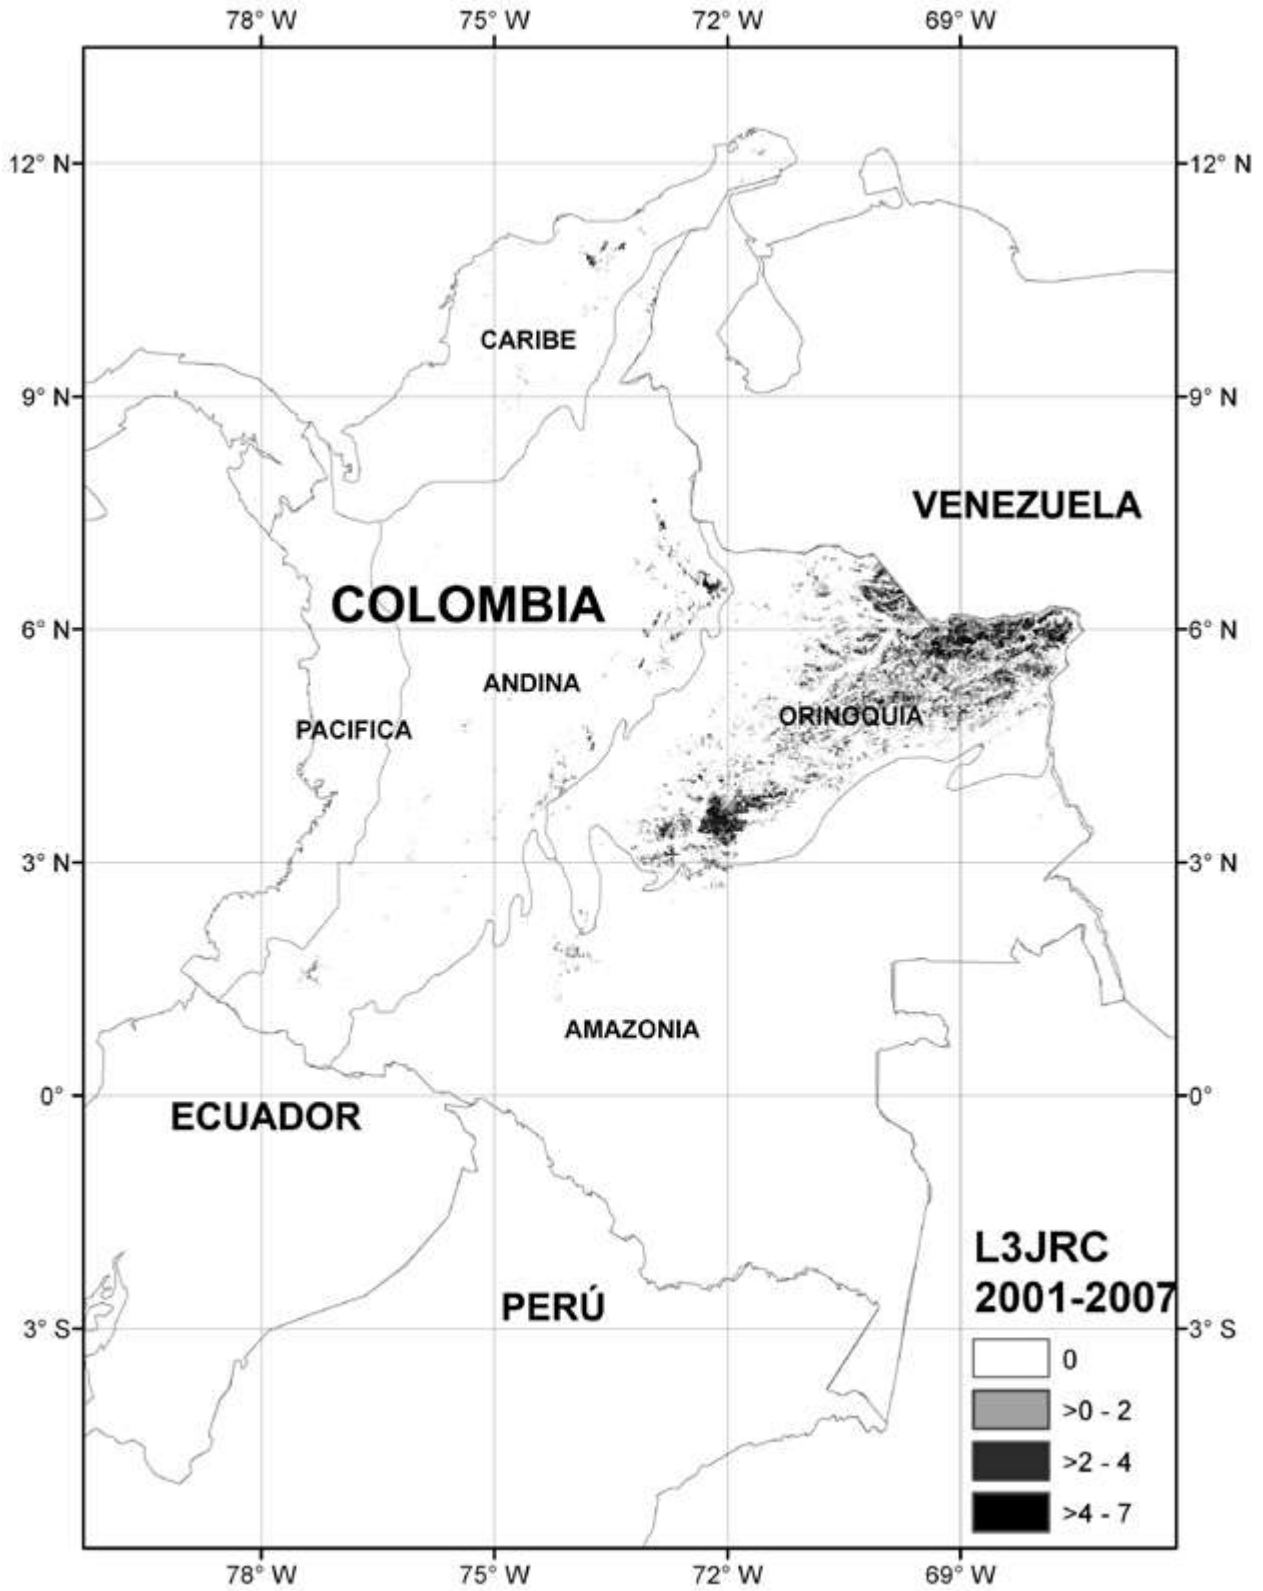 78° W 75° W 72° W 69° W
12° N 12° N
CARIBE
9° N 9° N
VENEZUELA
COLOMBIA
6° N 6° N
ANDINA
ORINOQUIA
PACIFICA
3° N 3° N
AMAZONIA
0° 0°
ECUADOR
L3JRC
2001-2007
PERÚ
3° S 3° S
0
>0 - 2
>2 - 4
>4 - 7
78° W 75° W 72° W 69° W